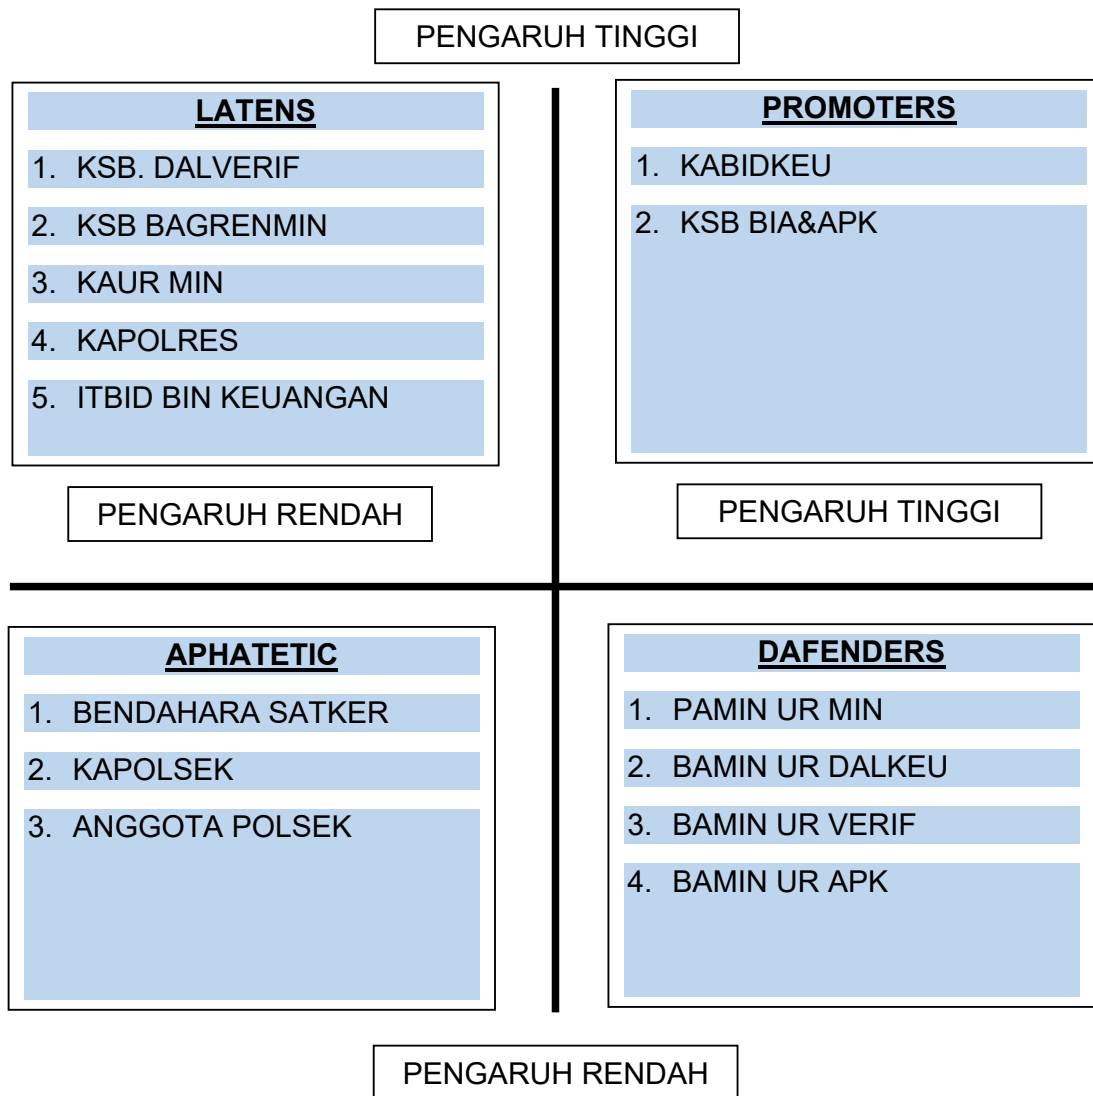 PENGARUH TINGGI
LATENS
1. KSB. DALVERIF
2. KSB BAGRENMIN
3. KAUR MIN
4. KAPOLRES
5. ITBID BIN KEUANGAN
PROMOTERS
1. KABIDKEU
2. KSB BIA&APK
PENGARUH RENDAH
PENGARUH TINGGI
APHATETIC
1. BENDAHARA SATKER
2. KAPOLSEK
3. ANGGOTA POLSEK
DAFENDERS
1. PAMIN UR MIN
2. BAMIN UR DALKEU
3. BAMIN UR VERIF
4. BAMIN UR APK
PENGARUH RENDAH